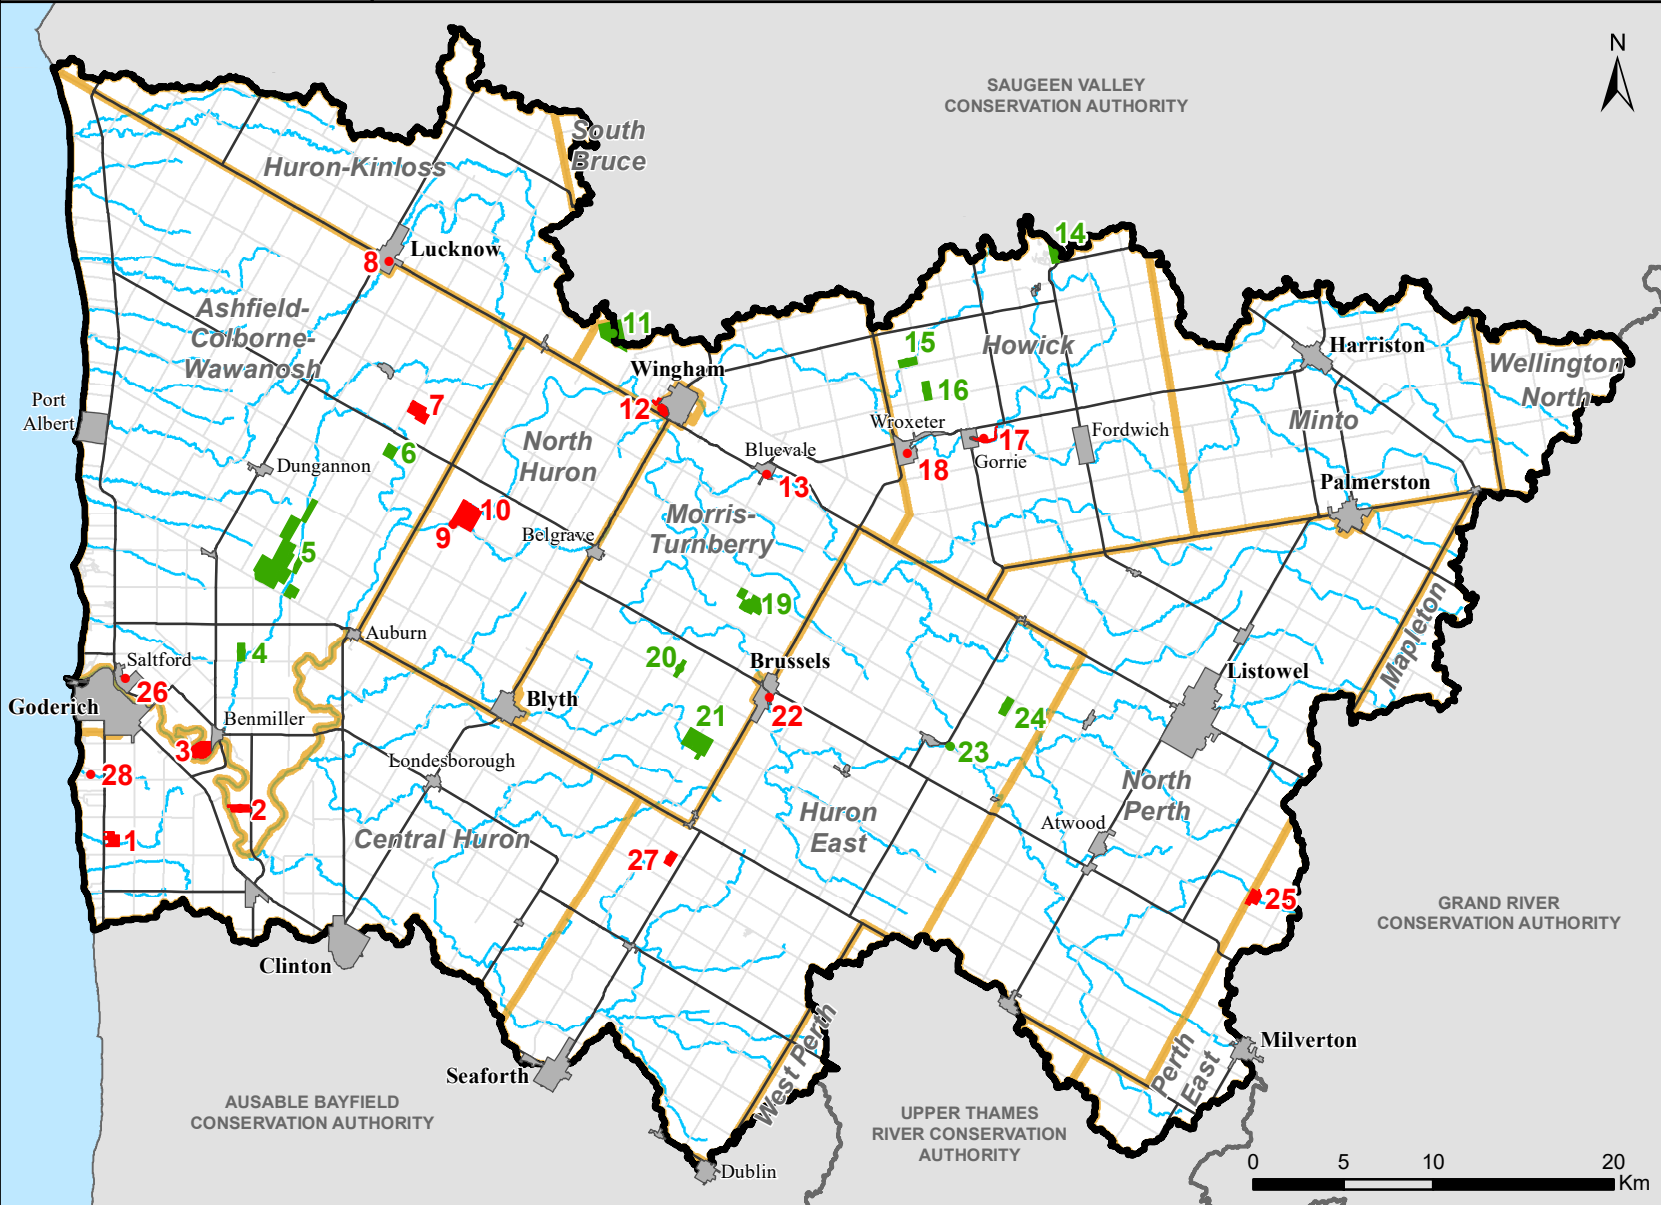 N
SAUGEEN VALLEY
CONSERVATION AUTHORITY
South
Bruce
Huron-Kinloss
14
Lucknow
8
Ashfield-
Colborne-
Wawanosh
11
15
Howick
Harriston
Wellington
North
Wingham
16
Port
Albert
7
12
Minto
Wroxeter
Fordwich
North
Huron
6
Bluevale
17
Gorrie
Dungannon
18
13
Palmerston
10
9
Morris-
Turnberry
Belgrave
5
19
Mapleton
Auburn
4
Saltford
20
Brussels
Listowel
26
Goderich
Blyth
22
21
24
Benmiller
3
23
Londesborough
28
North
Perth
2
Huron
East
Atwood
1
Central Huron
27
25
GRAND RIVER
CONSERVATION AUTHORITY
Clinton
West Perth
Perth
East
Milverton
Seaforth
AUSABLE BAYFIELD
CONSERVATION AUTHORITY
UPPER THAMES
RIVER CONSERVATION
AUTHORITY
Dublin
0 5 10 20
Km